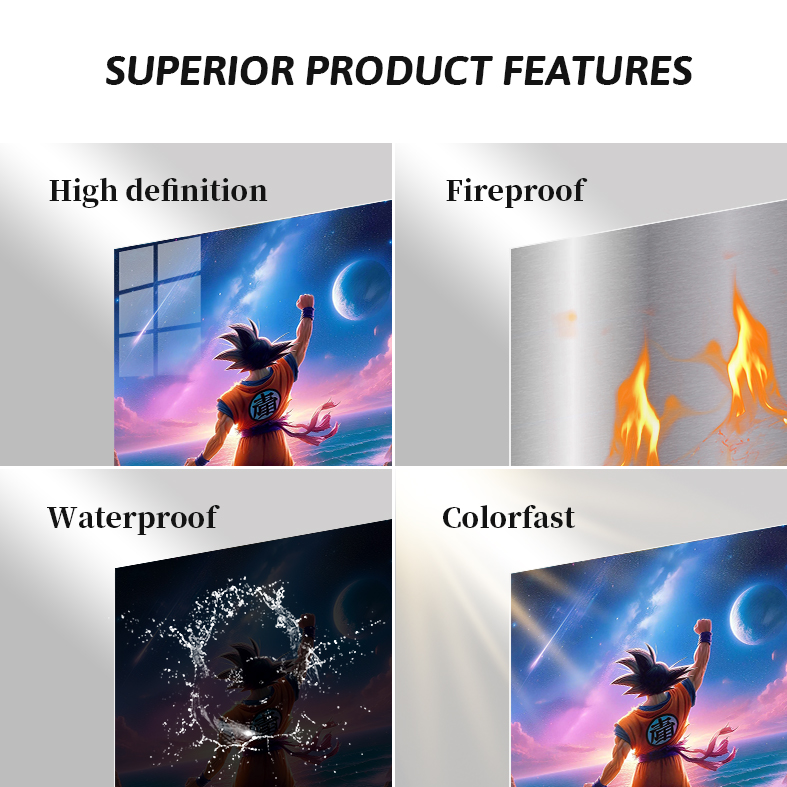 SUPERIOR PRODUCT FEATURES
High definition
Fireproof
Waterproof
Colorfast